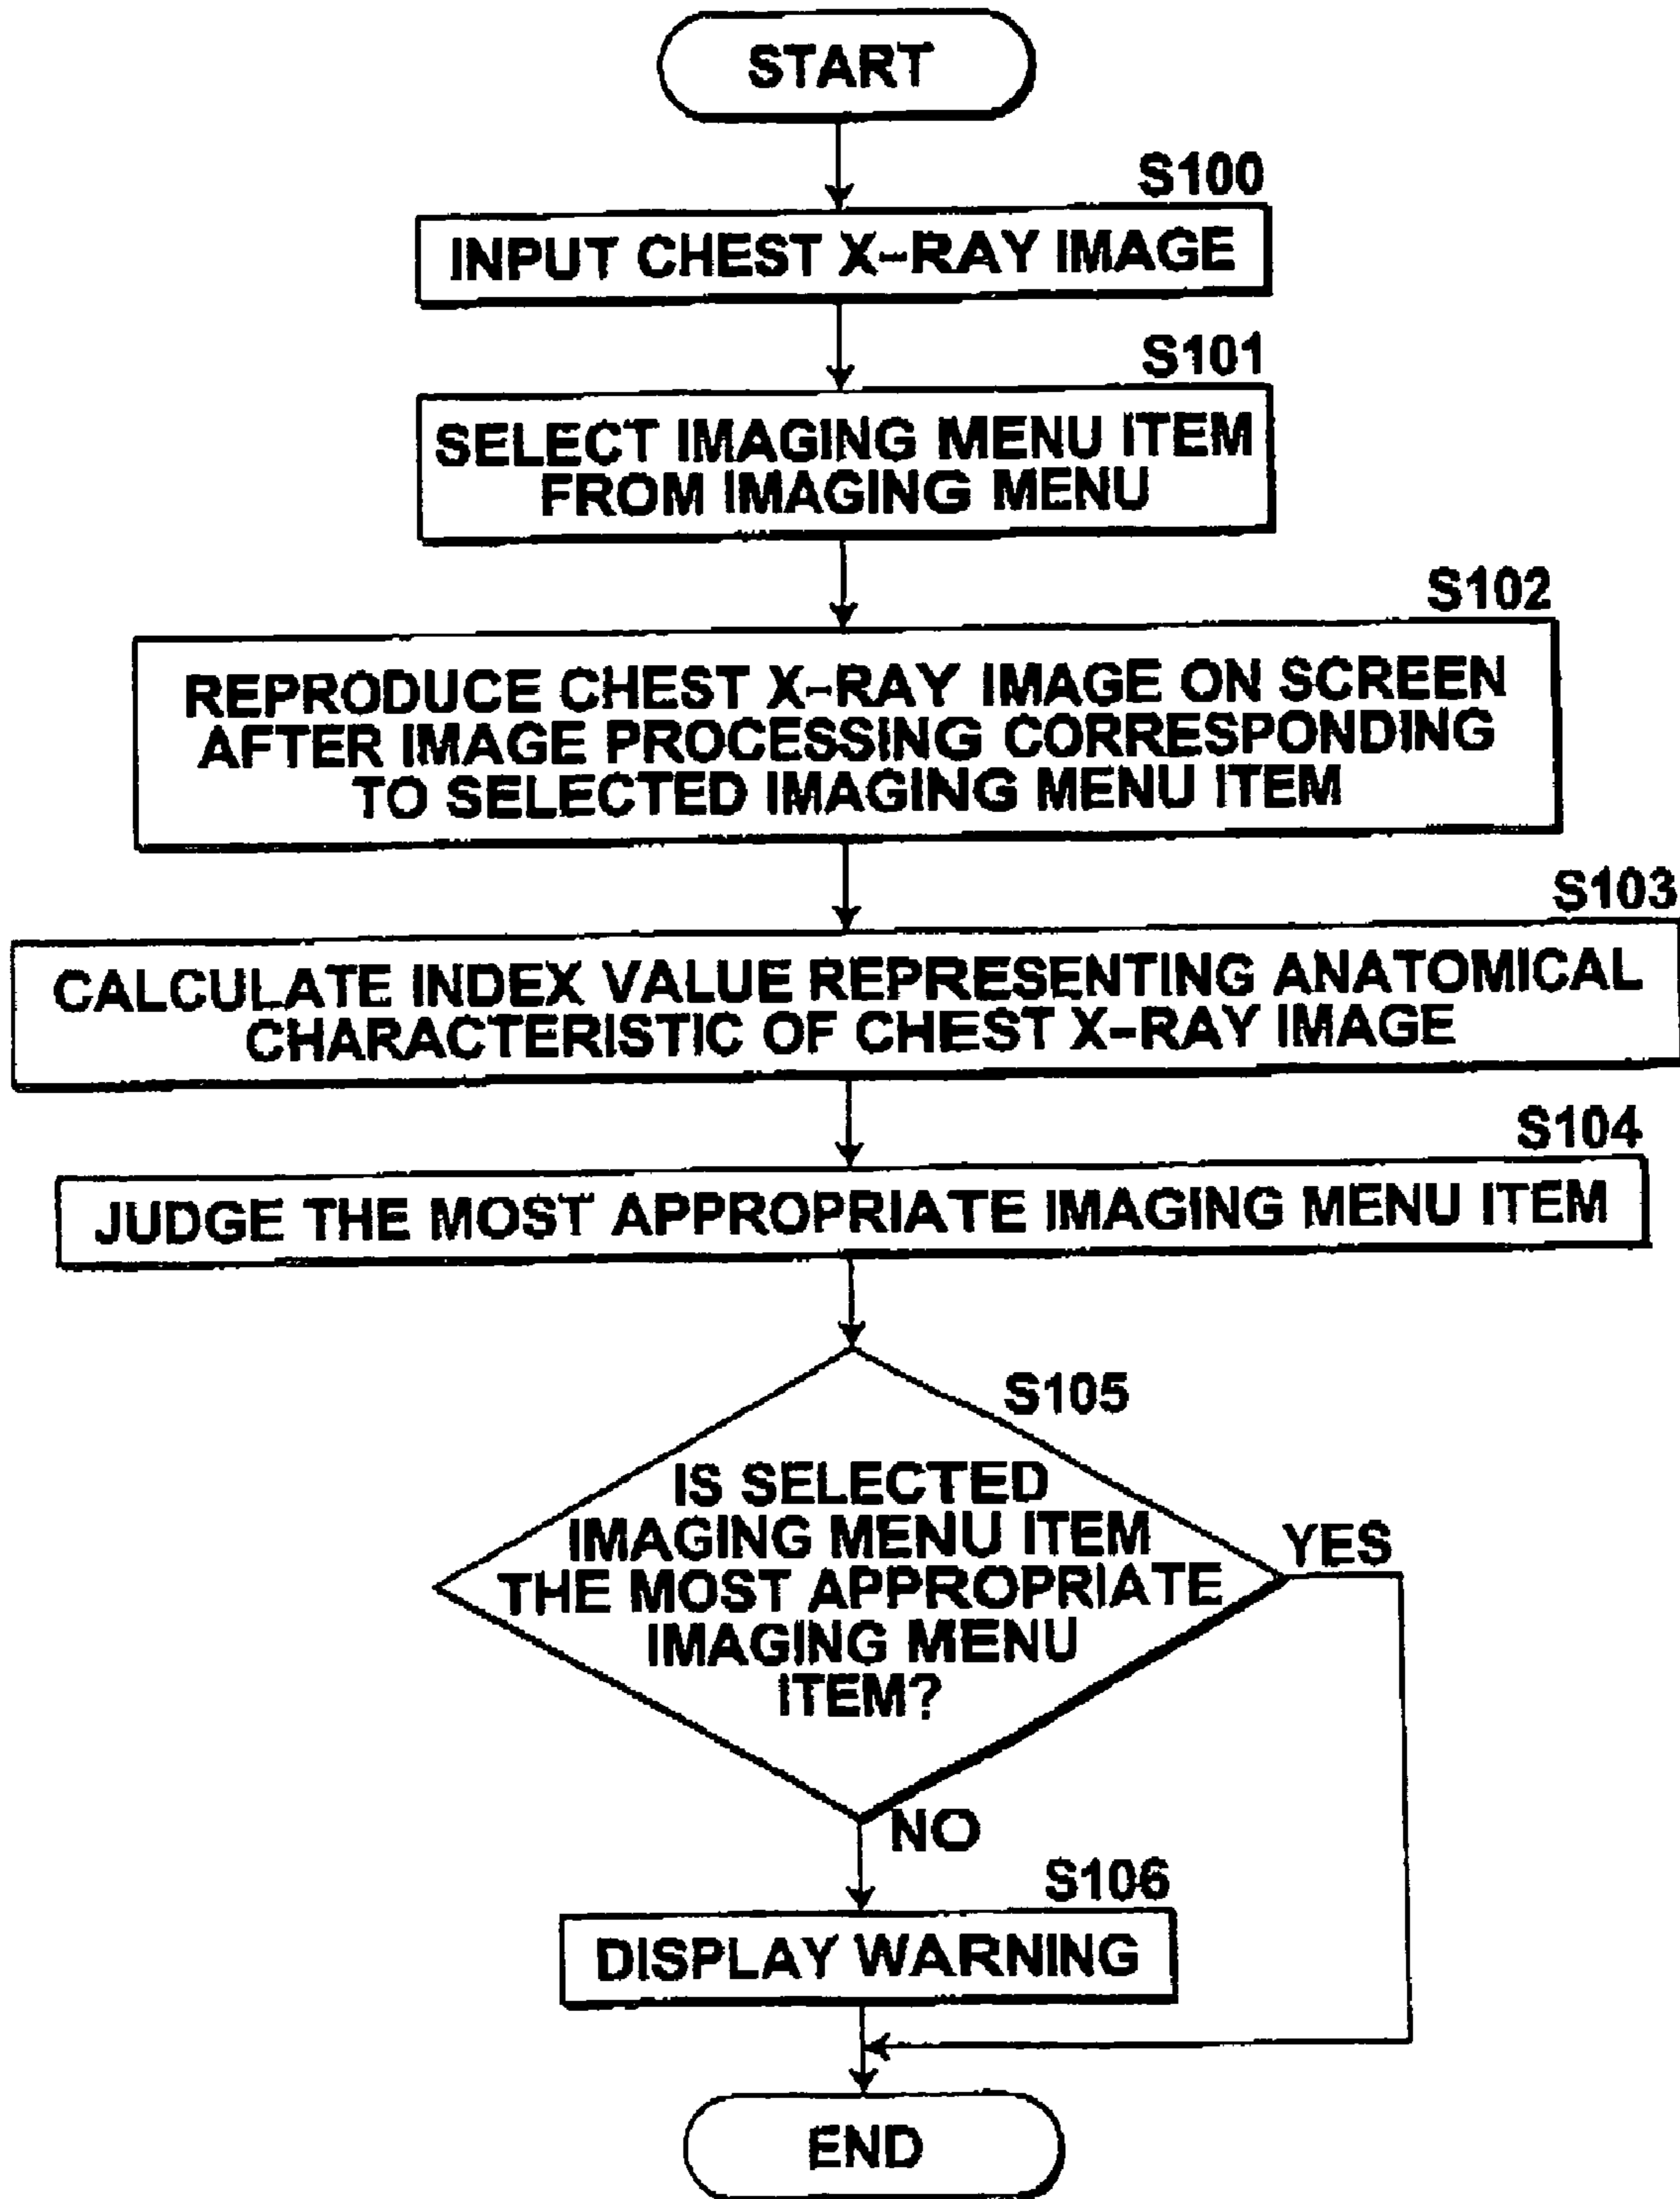 START
S100
INPUT CHEST X-RAY IMAGE
S101
SELECT IMAGING MENU ITEM
FROM IMAGING MENU
S102
REPRODUCE CHEST X-RAY IMAGE ON SCREEN
AFTER IMAGE PROCESSING CORRESPONDING
TO SELECTED IMAGING MENU ITEM
S103
CALCULATE INDEX VALUE REPRESENTING ANATOMICAL
CHARACTERISTIC OF CHEST X-RAY IMAGE
S104
JUDGE THE MOST APPROPRIATE IMAGING MENU ITEM
S105
IS SELECTED
IMAGING MENU ITEM
THE MOST APPROPRIATE
IMAGING MENU
ITEM?
YES
NO
S106
DISPLAY WARNING
END